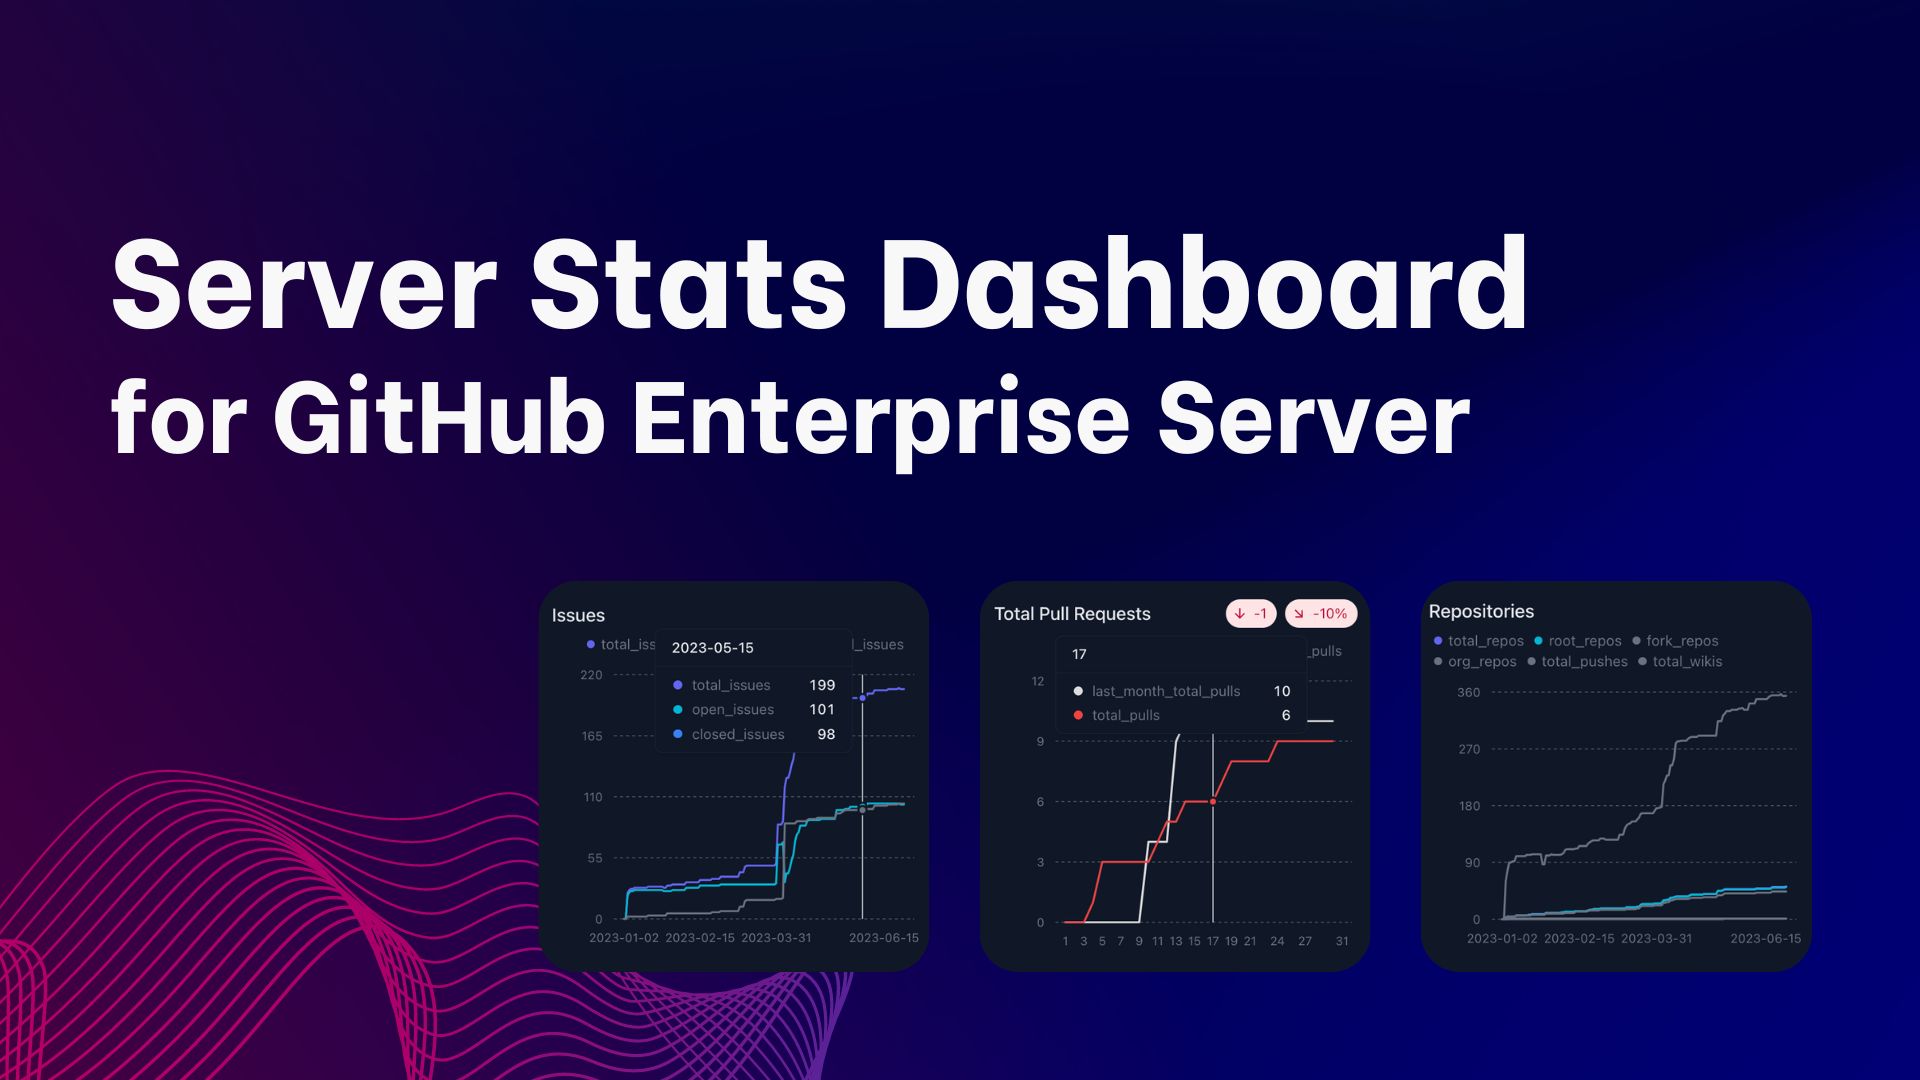 Server Stats Dashboard
for GitHub Enterprise Server
Issues
total_iss
l_issues
2023-05-15
total_issues 199
open_issues 101
closed_issues 98
220
165
110
55
0
2023-01-02 2023-02-15 2023-03-31 2023-06-15
Total Pull Requests
↓ -1
↘ -10%
_pulls
17
last_month_total_pulls 10
total_pulls 6
12
9
6
3
0
1 3 5 7 9 11 13 15 17 19 21 24 27 31
Repositories
total_repos root_repos fork_repos
org_repos total_pushes total_wikis
360
270
180
90
0
2023-01-02 2023-02-15 2023-03-31 2023-06-15